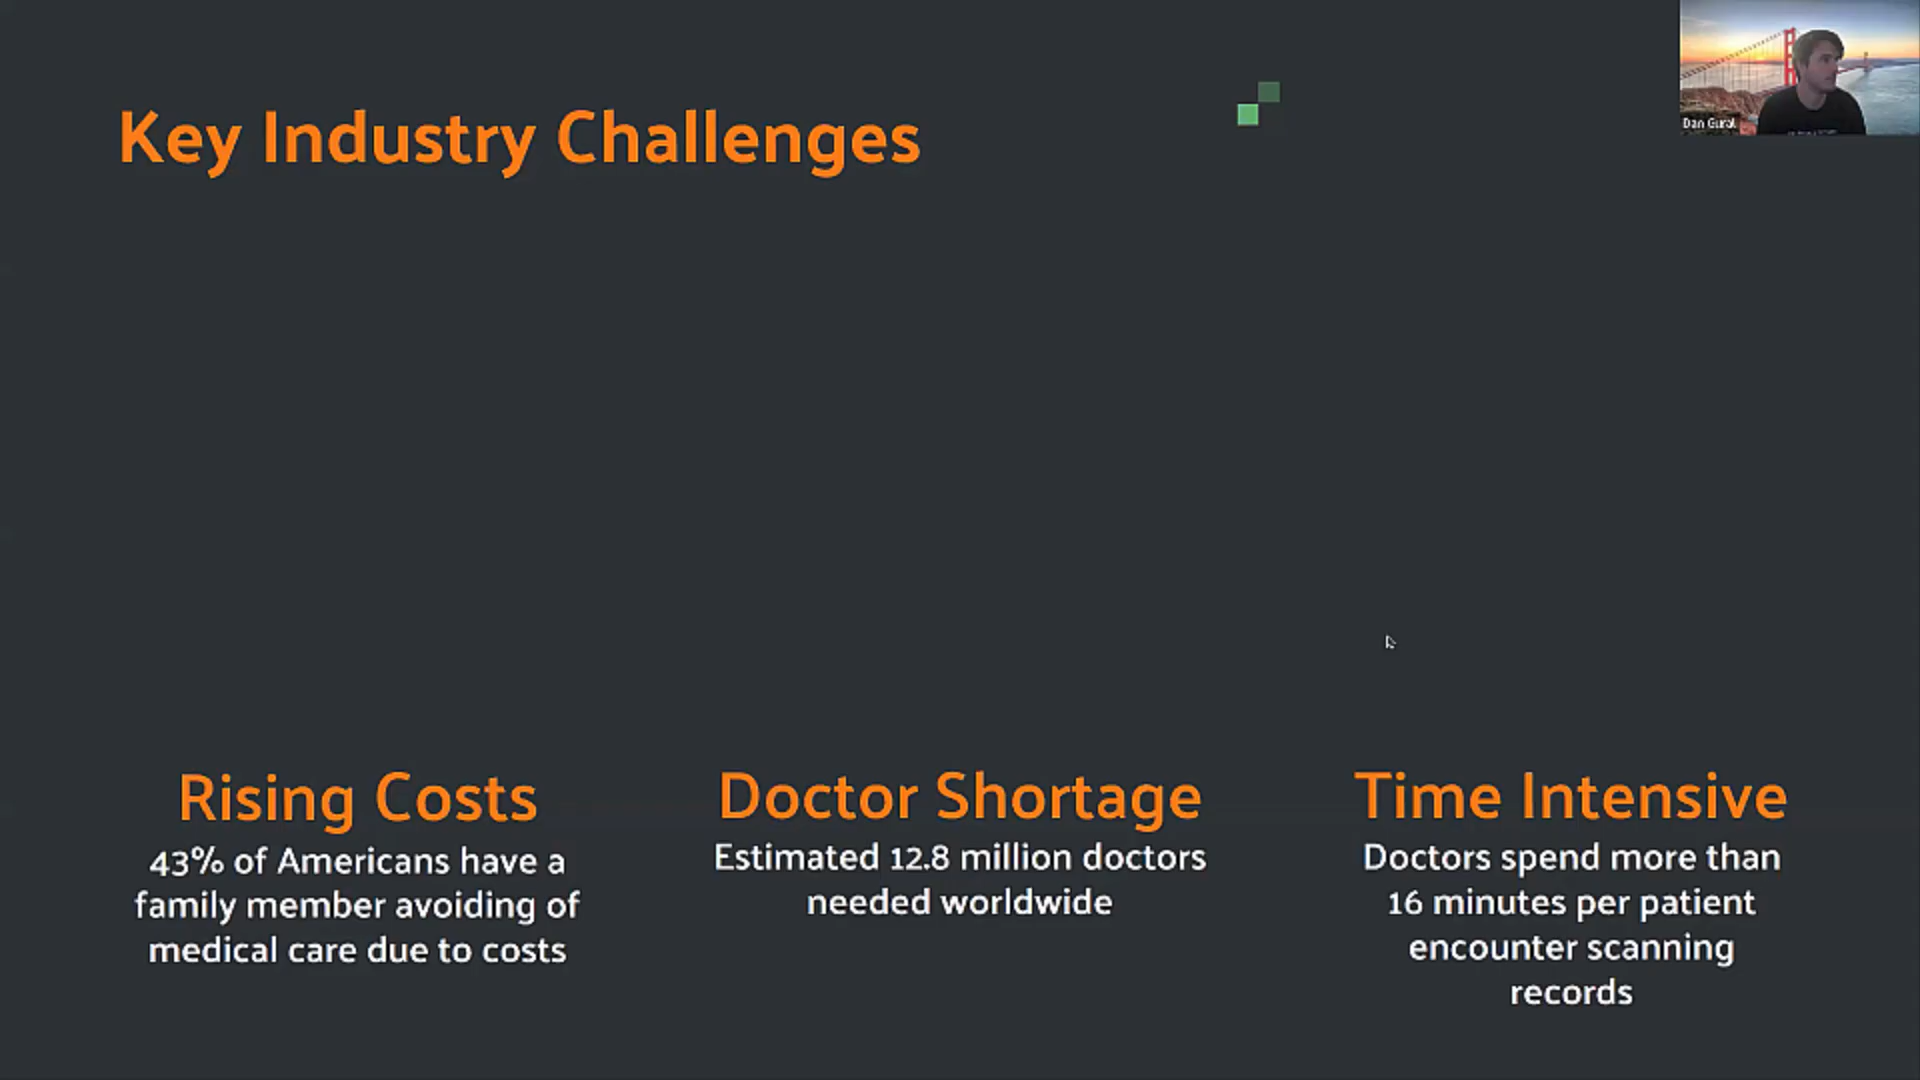 Key Industry Challenges
Dan Gural
Rising Costs
43% of Americans have a
family member avoiding of
medical care due to costs
Doctor Shortage
Estimated 12.8 million doctors
needed worldwide
Time Intensive
Doctors spend more than
16 minutes per patient
encounter scanning
records